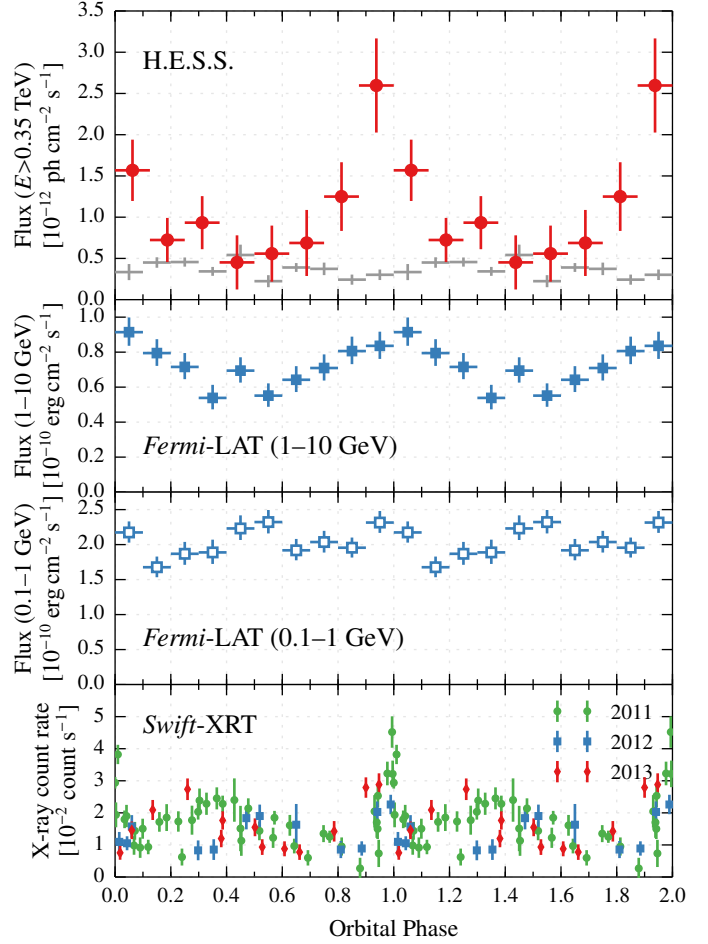 3.5
3.0
2.5
2.0
1.5
1.0
0.5
0.0
Flux (E>0.35 TeV)
[10⁻¹² ph cm⁻² s⁻¹]
H.E.S.S.
1.0
0.8
0.6
0.4
0.2
0.0
Flux (1–10 GeV)
[10⁻¹⁰ erg cm⁻² s⁻¹]
Fermi-LAT (1–10 GeV)
2.5
2.0
1.5
1.0
0.5
0.0
Flux (0.1–1 GeV)
[10⁻¹⁰ erg cm⁻² s⁻¹]
Fermi-LAT (0.1–1 GeV)
5
4
3
2
1
0
X-ray count rate
[10⁻² count s⁻¹]
Swift-XRT
2011
2012
2013
0.0 0.2 0.4 0.6 0.8 1.0 1.2 1.4 1.6 1.8 2.0
Orbital Phase